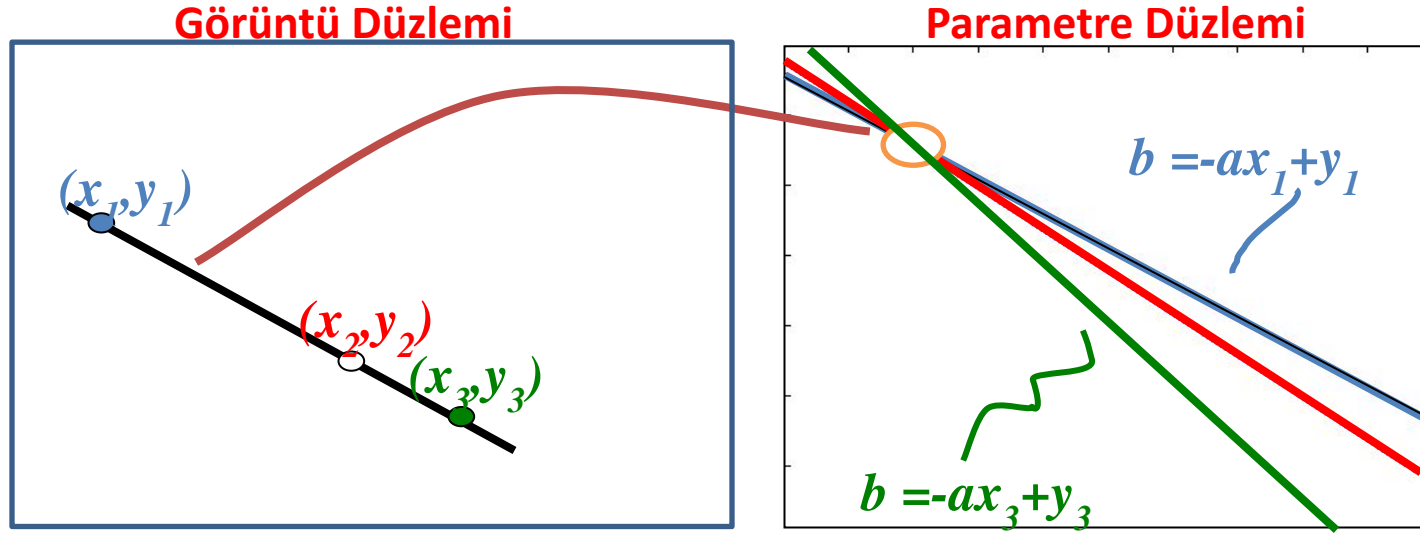 Görüntü Düzlemi
Parametre Düzlemi
(x1,y1)
(x2,y2)
(x3,y3)
b =-ax1+y1
b =-ax3+y3